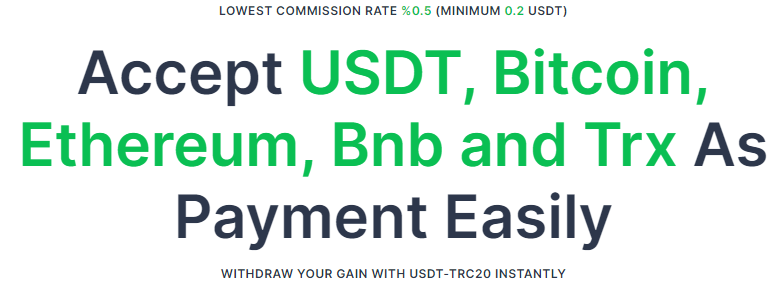 LOWEST COMMISSION RATE %0.5 (MINIMUM 0.2 USDT)
Accept USDT, Bitcoin,
Ethereum, Bnb and Trx As
Payment Easily
WITHDRAW YOUR GAIN WITH USDT-TRC20 INSTANTLY